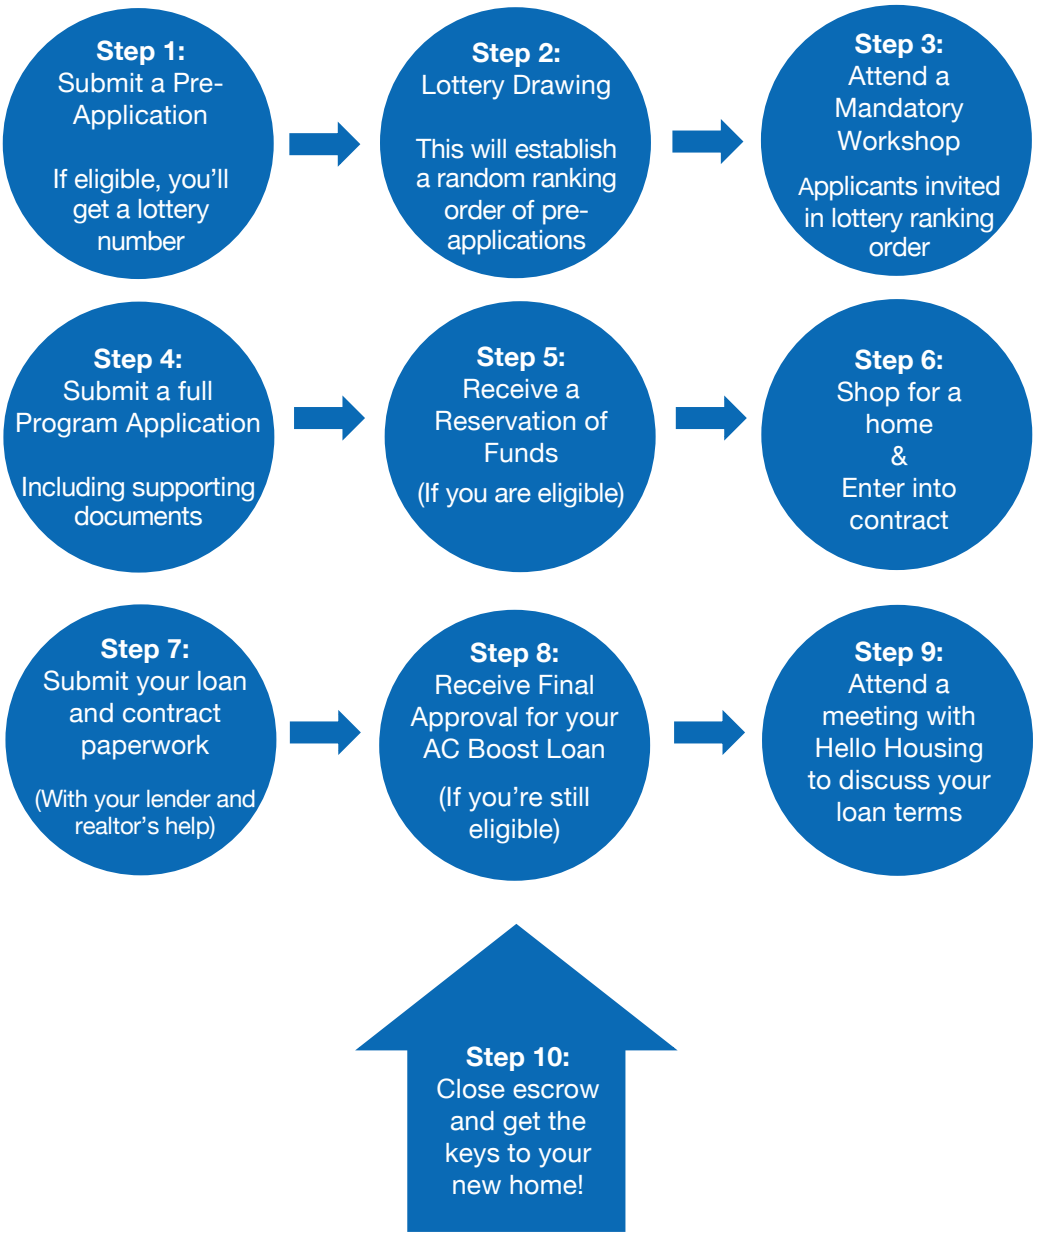 Step 1:
Submit a Pre-
Application
If eligible, you'll
get a lottery
number
Step 2:
Lottery Drawing
This will establish
a random ranking
order of pre-
applications
Step 3:
Attend a
Mandatory
Workshop
Applicants invited
in lottery ranking
order
Step 4:
Submit a full
Program Application
Including supporting
documents
Step 5:
Receive a
Reservation of
Funds
(If you are eligible)
Step 6:
Shop for a
home
&
Enter into
contract
Step 7:
Submit your loan
and contract
paperwork
(With your lender and
realtor's help)
Step 8:
Receive Final
Approval for your
AC Boost Loan
(If you're still
eligible)
Step 9:
Attend a
meeting with
Hello Housing
to discuss your
loan terms
Step 10:
Close escrow
and get the
keys to your
new home!